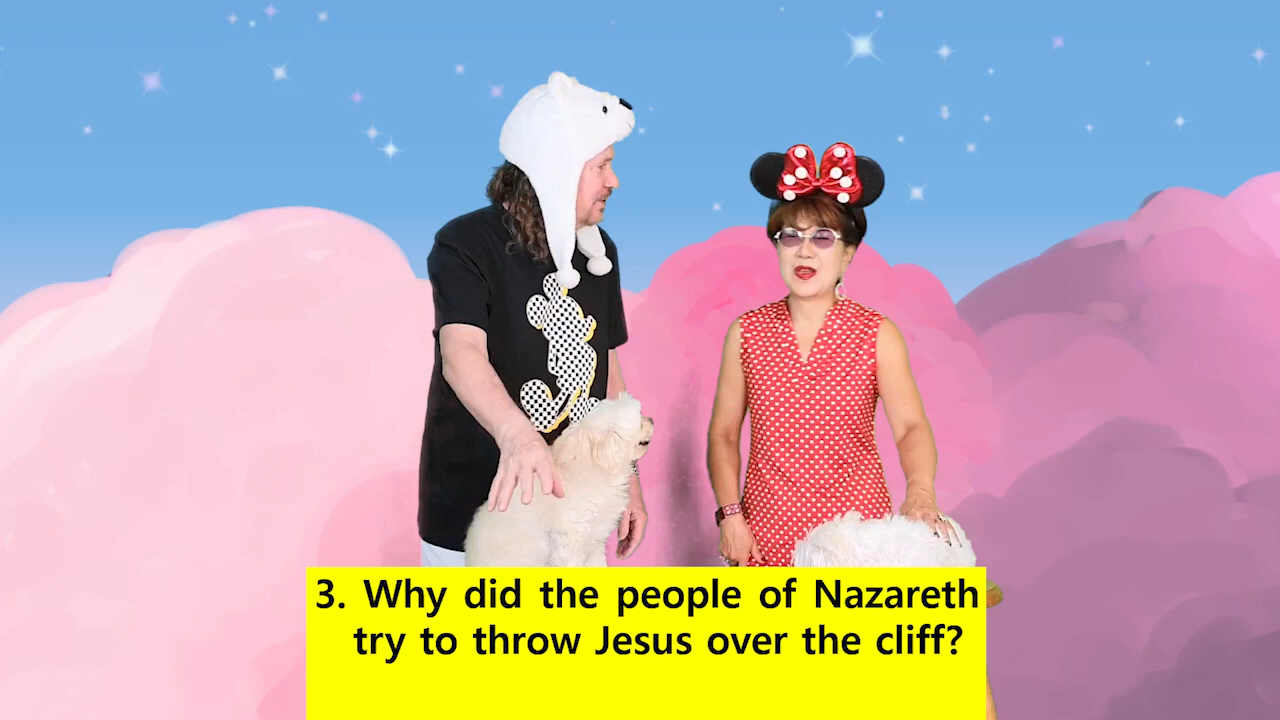 3. Why did the people of Nazareth
try to throw Jesus over the cliff?